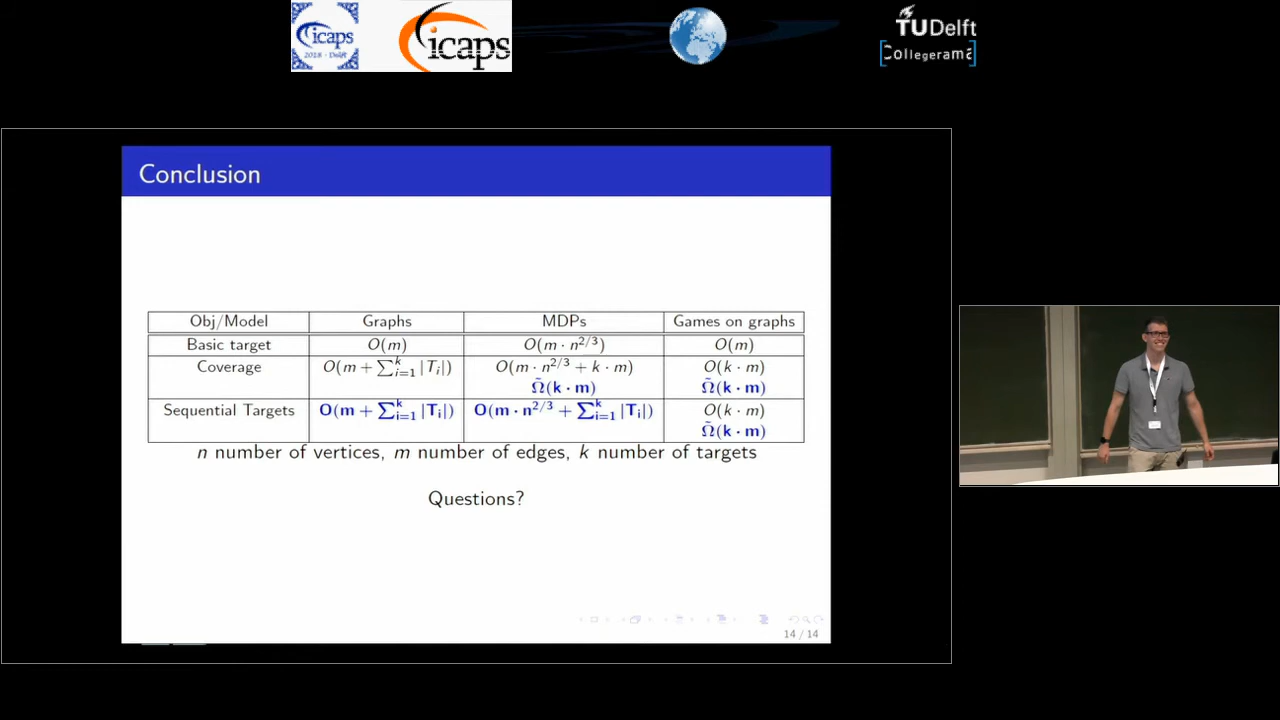 icaps
2018 - Delft
icaps
TUDelft
Collegerama
Conclusion
Obj/Model Graphs MDPs Games on graphs
Basic target O(m) O(m · n^{2/3}) O(m)
Coverage O(m + ∑_{i=1}^{k} |T_i|) O(m · n^{2/3} + k · m) O(k · m)
Ω̃(k · m) Ω̃(k · m)
Sequential Targets O(m + ∑_{i=1}^{k} |T_i|) O(m · n^{2/3} + ∑_{i=1}^{k} |T_i|) O(k · m)
Ω̃(k · m)
n number of vertices, m number of edges, k number of targets
Questions?
14 / 14